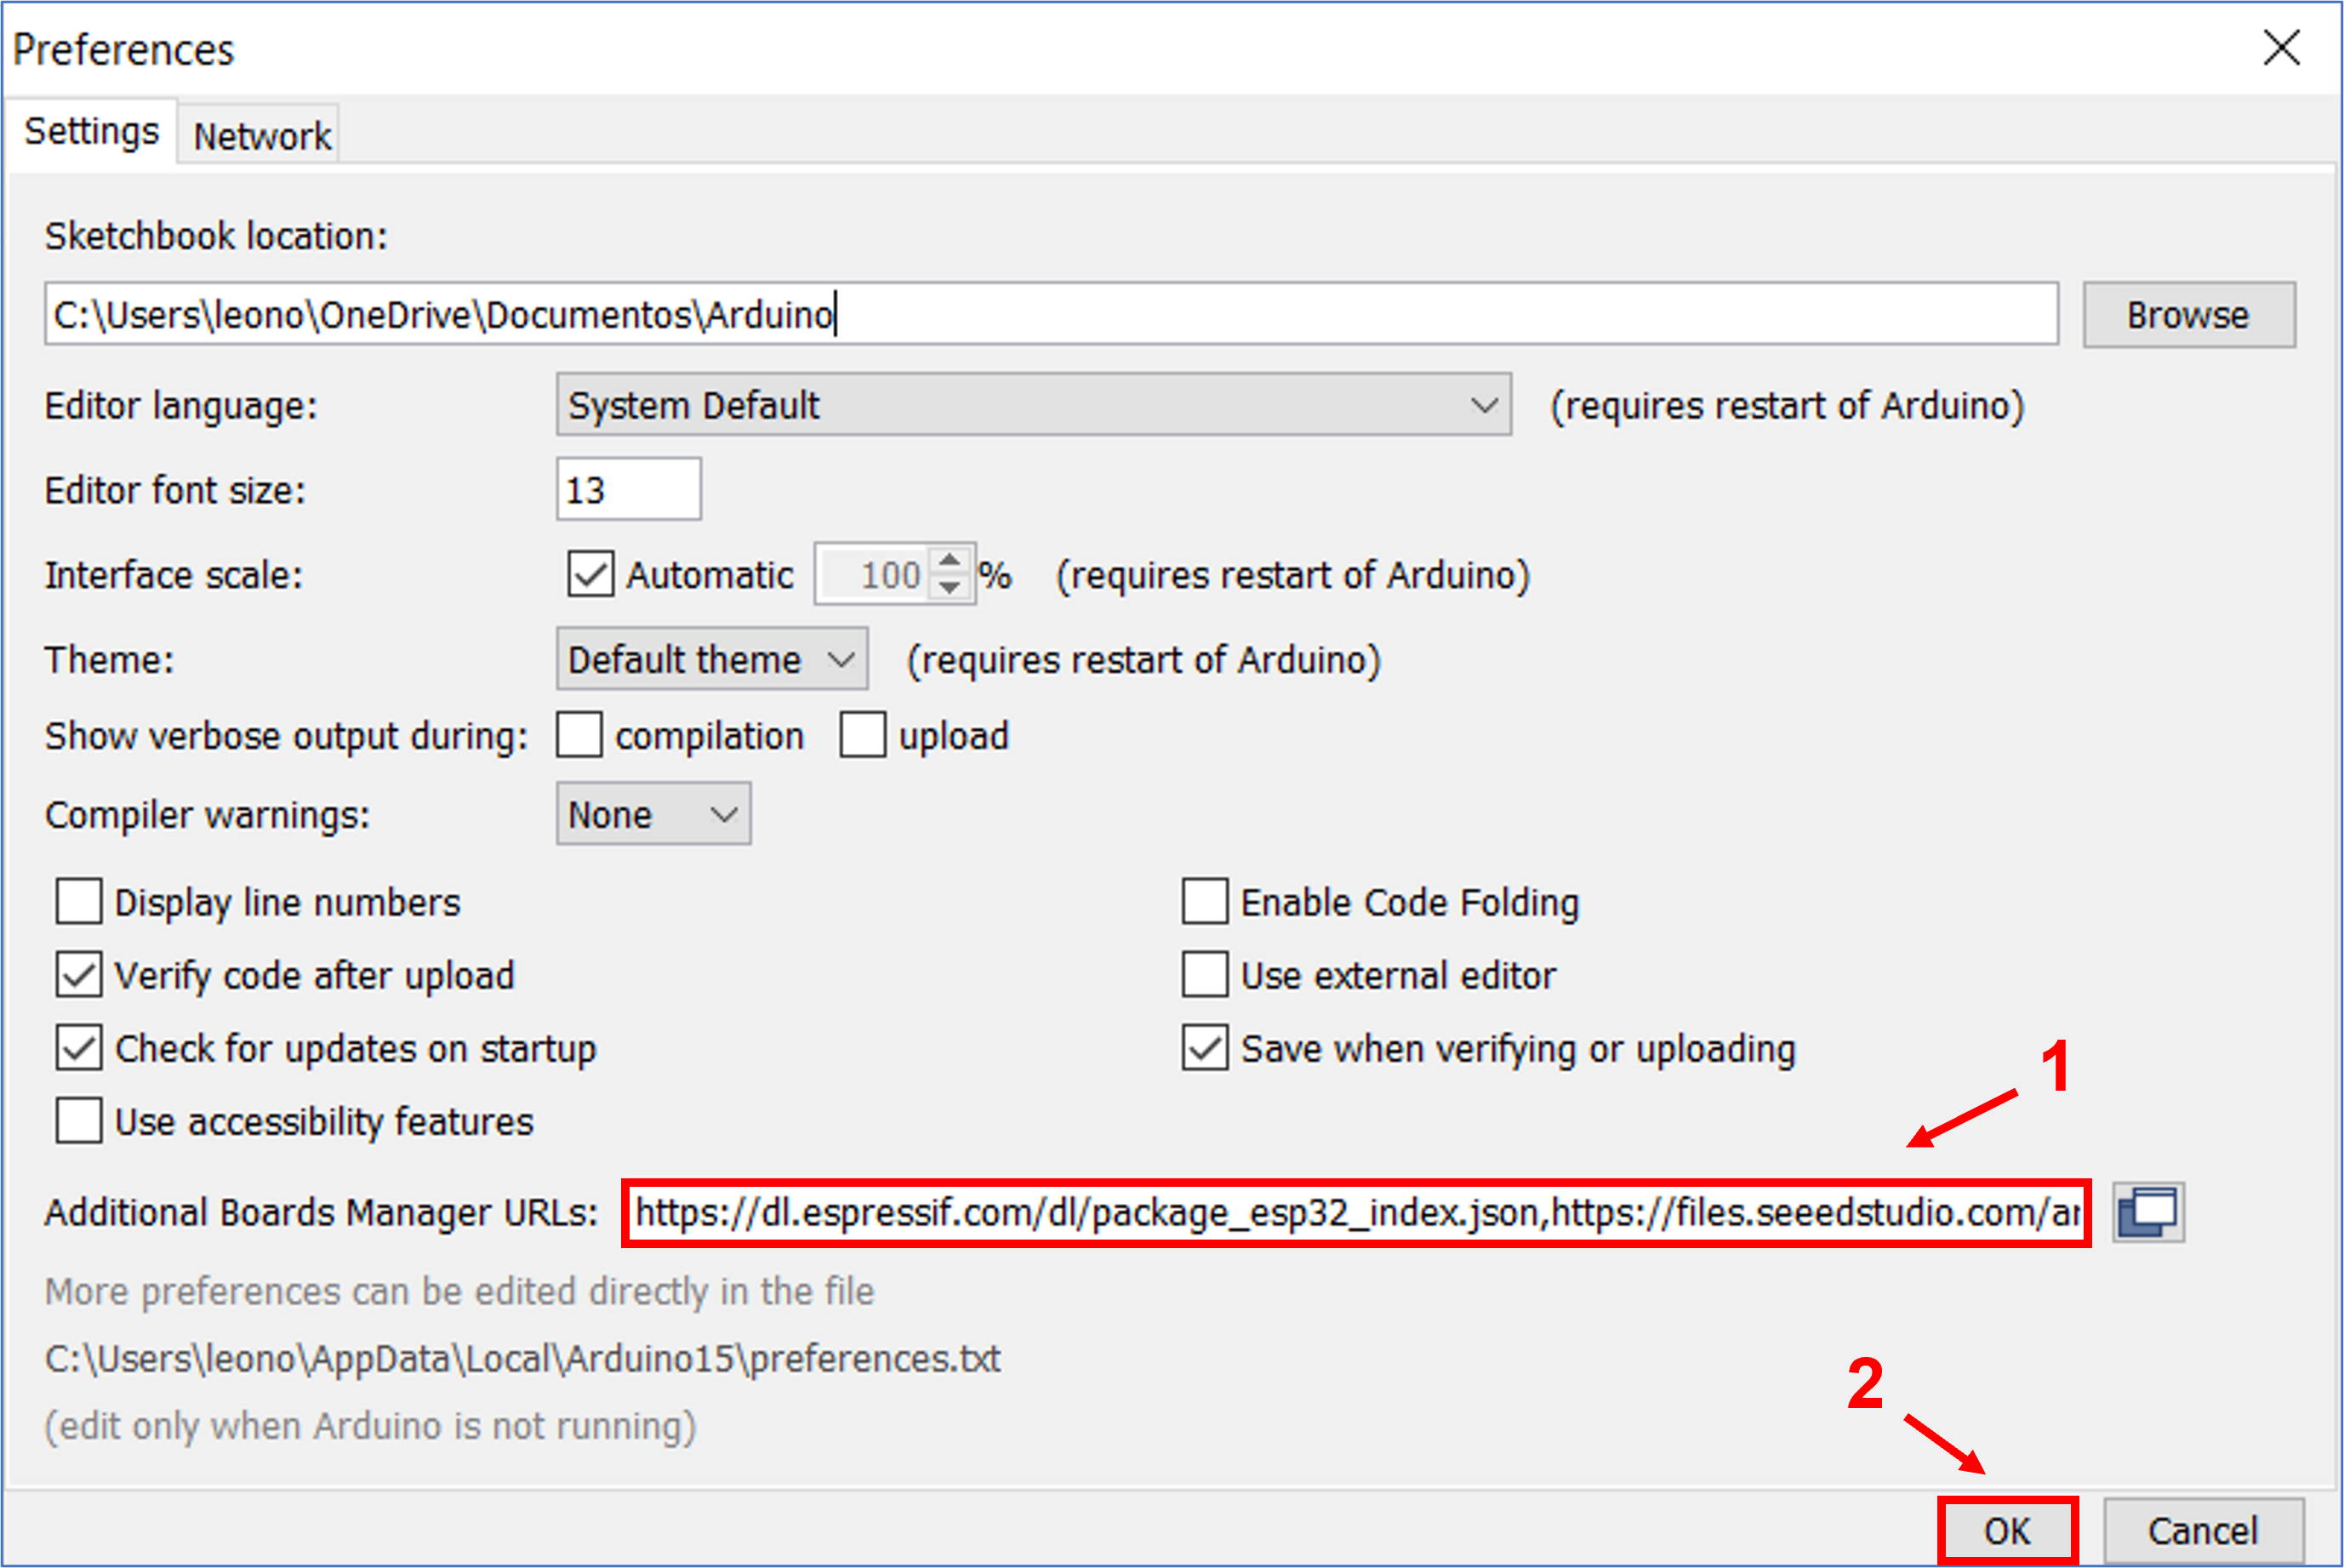 Preferences
Settings Network
Sketchbook location:
C:\Users\leono\OneDrive\Documentos\Arduino Browse
Editor language: System Default (requires restart of Arduino)
Editor font size: 13
Interface scale: Automatic 100 % (requires restart of Arduino)
Theme: Default theme (requires restart of Arduino)
Show verbose output during: compilation upload
Compiler warnings: None
Display line numbers Enable Code Folding
Verify code after upload Use external editor
Check for updates on startup Save when verifying or uploading
1
Use accessibility features
Additional Boards Manager URLs: https://dl.espressif.com/dl/package_esp32_index.json,https://files.seeedstudio.com/ar
More preferences can be edited directly in the file
C:\Users\leono\AppData\Local\Arduino15\preferences.txt
2
(edit only when Arduino is not running)
OK Cancel